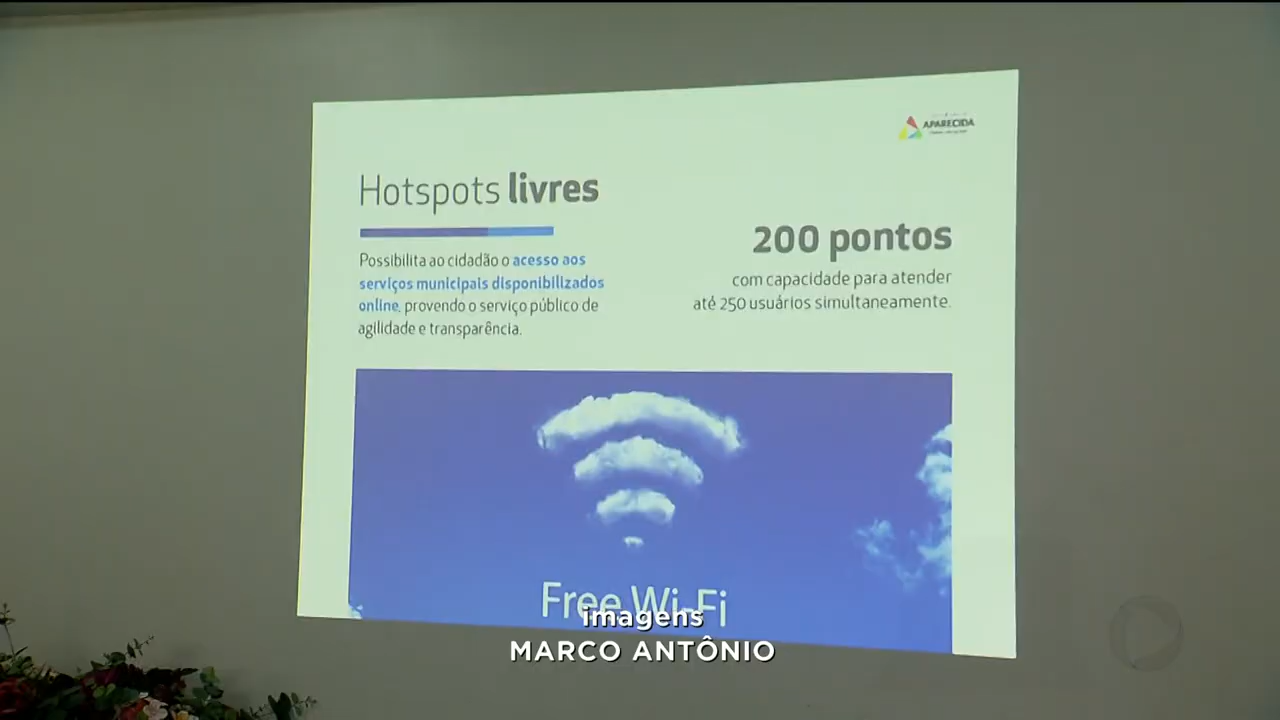 APARECIDA
Hotspots livres
Possibilita ao cidadão o acesso aos
serviços municipais disponibilizados
online, provendo o serviço público de
agilidade e transparência.
200 pontos
com capacidade para atender
até 250 usuários simultaneamente.
Free Wi-Fi
imagens
MARCO ANTÔNIO